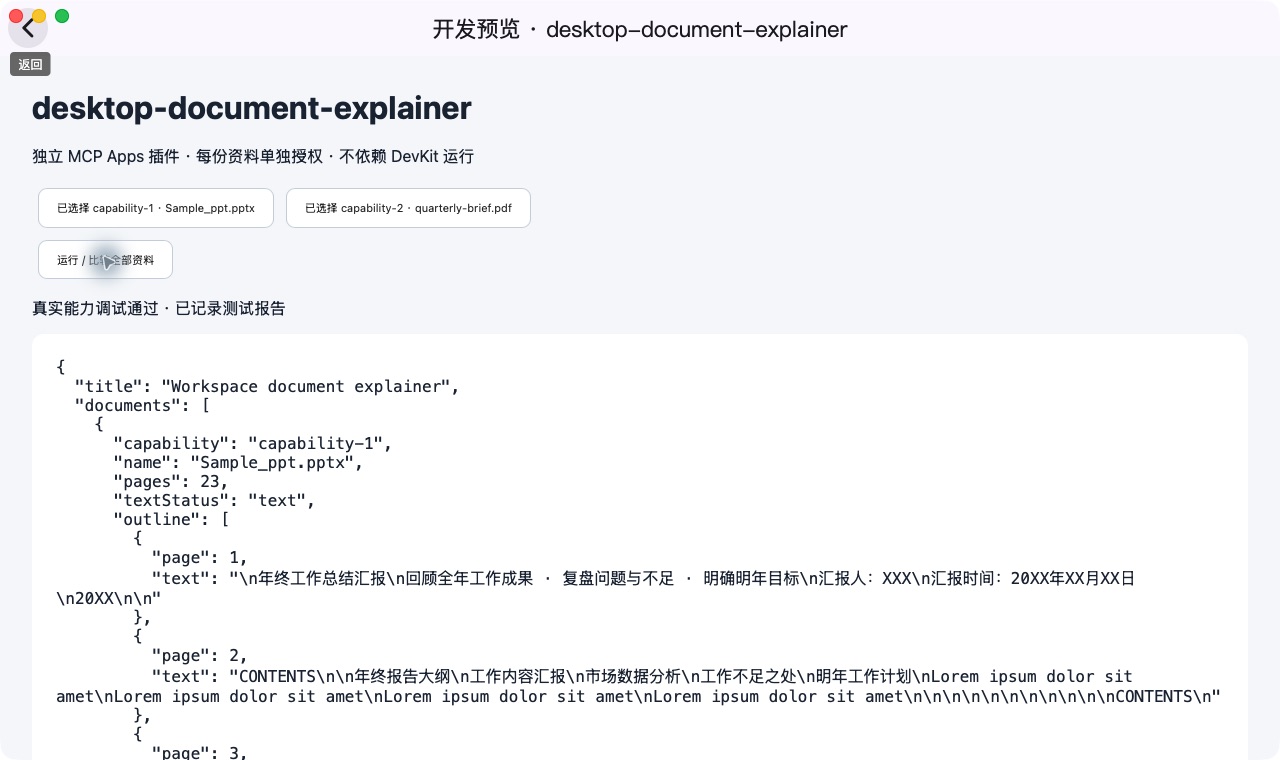 开发预览 · desktop-document-explainer
返回
desktop-document-explainer
独立 MCP Apps 插件 · 每份资料单独授权 · 不依赖 DevKit 运行
已选择 capability-1 · Sample_ppt.pptx
已选择 capability-2 · quarterly-brief.pdf
运行 / 比较全部资料
真实能力调试通过 · 已记录测试报告
{
"title": "Workspace document explainer",
"documents": [
{
"capability": "capability-1",
"name": "Sample_ppt.pptx",
"pages": 23,
"textStatus": "text",
"outline": [
{
"page": 1,
"text": "\n年终工作总结汇报\n回顾全年工作成果 · 复盘问题与不足 · 明确明年目标\n汇报人：XXX\n汇报时间：20XX年XX月XX日
\n20XX\n\n"
},
{
"page": 2,
"text": "CONTENTS\n\n年终报告大纲\n工作内容汇报\n市场数据分析\n工作不足之处\n明年工作计划\nLorem ipsum dolor sit
amet\nLorem ipsum dolor sit amet\nLorem ipsum dolor sit amet\nLorem ipsum dolor sit amet\n\n\n\n\n\n\n\n\n\n\nCONTENTS\n"
},
{
"page": 3,